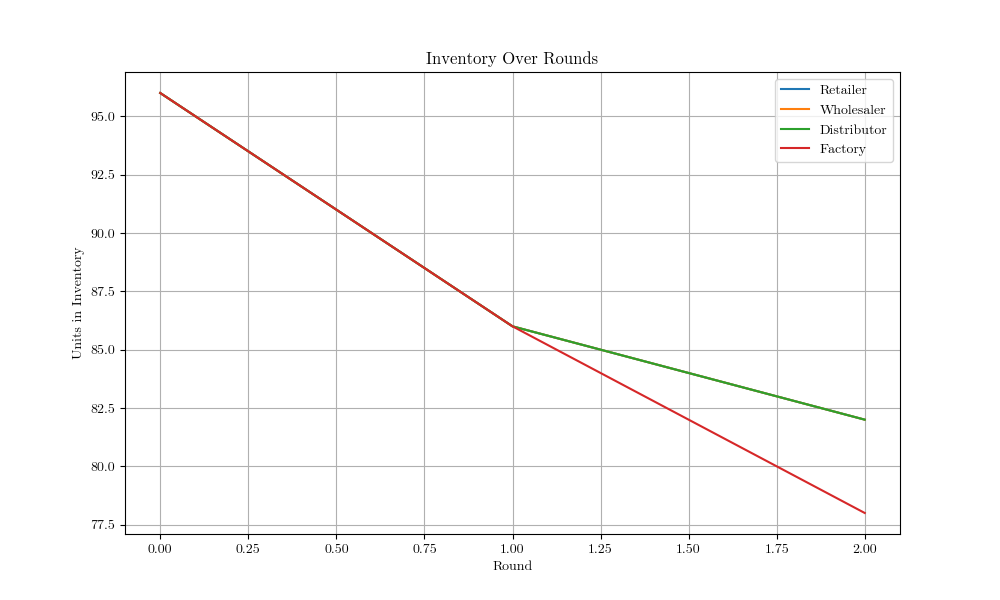 Inventory Over Rounds
Retailer
Wholesaler
Distributor
Factory
95.0
92.5
90.0
87.5
85.0
82.5
80.0
77.5
Units in Inventory
0.00 0.25 0.50 0.75 1.00 1.25 1.50 1.75 2.00
Round